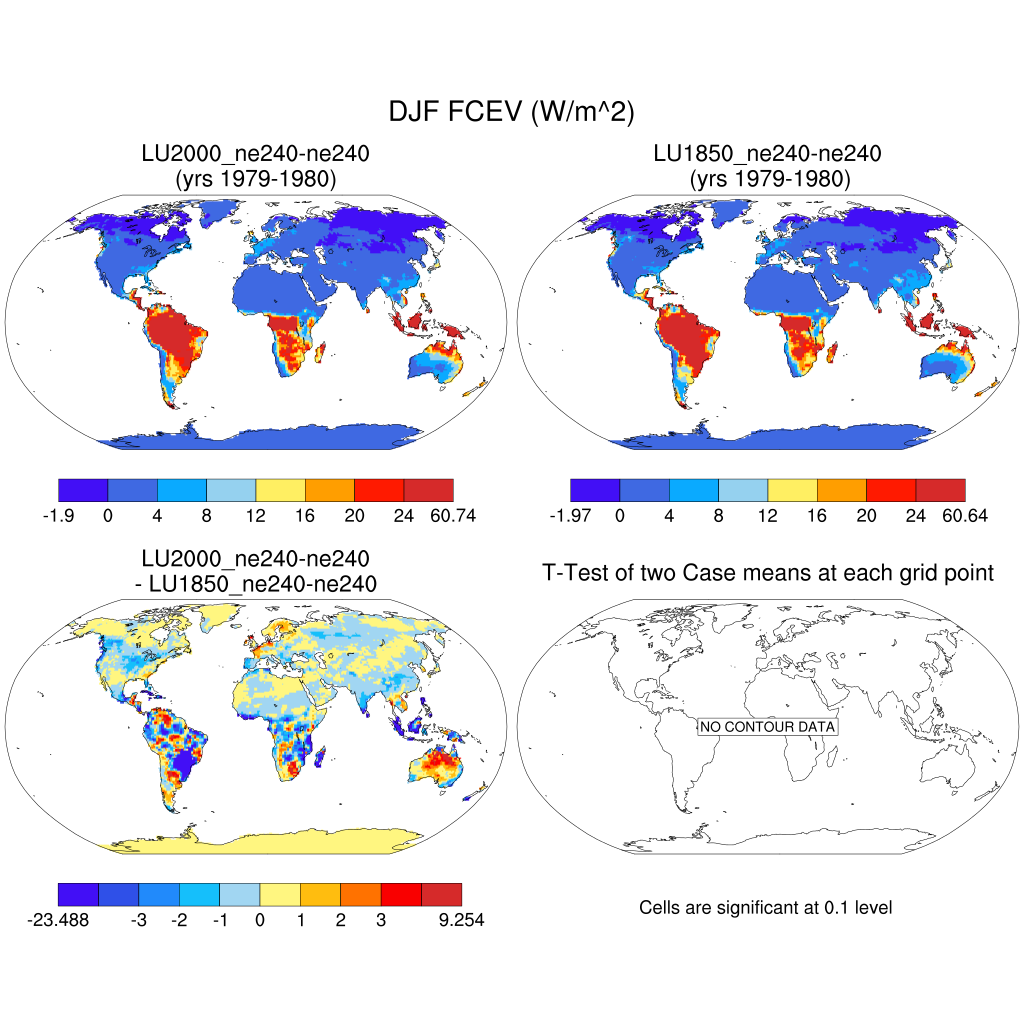 DJF FCEV (W/m^2)
LU2000_ne240-ne240
(yrs 1979-1980)
LU1850_ne240-ne240
(yrs 1979-1980)
-1.9 0 4 8 12 16 20 24 60.74
-1.97 0 4 8 12 16 20 24 60.64
LU2000_ne240-ne240
- LU1850_ne240-ne240
T-Test of two Case means at each grid point
NO CONTOUR DATA
-23.488 -3 -2 -1 0 1 2 3 9.254
Cells are significant at 0.1 level